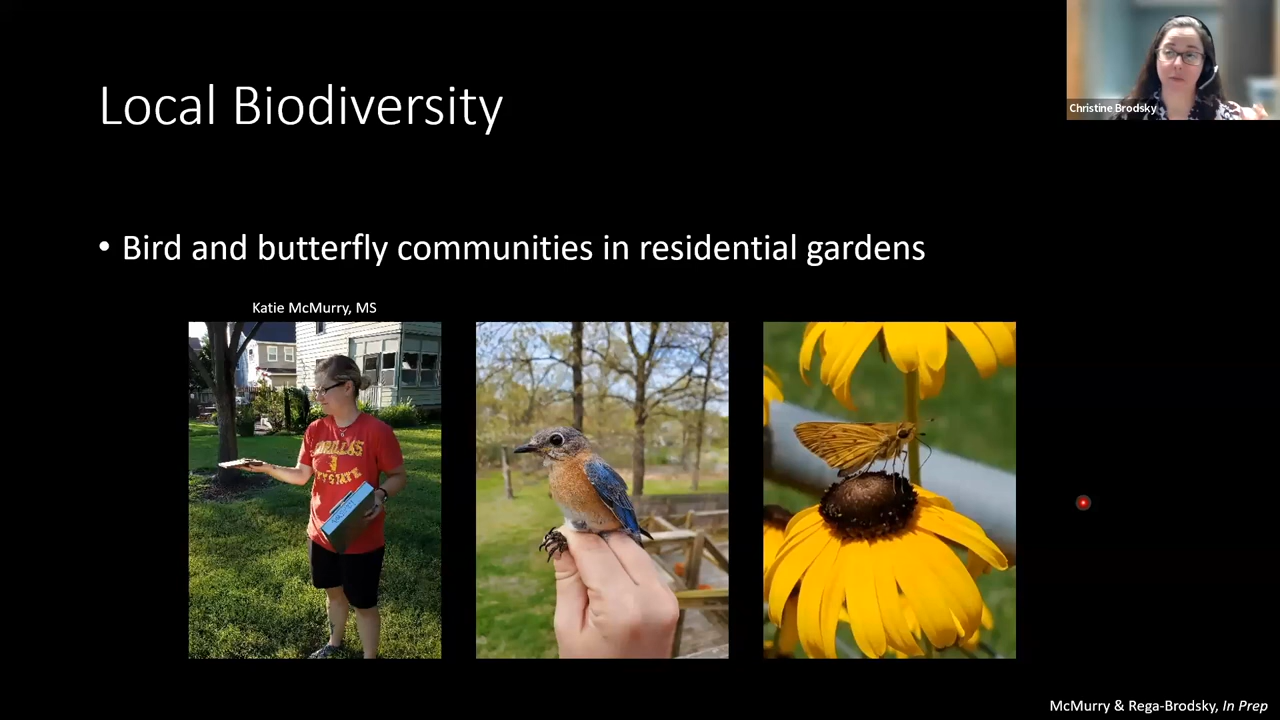 Christine Brodsky
Local Biodiversity
• Bird and butterfly communities in residential gardens
Katie McMurry, MS
McMurry & Rega-Brodsky, In Prep